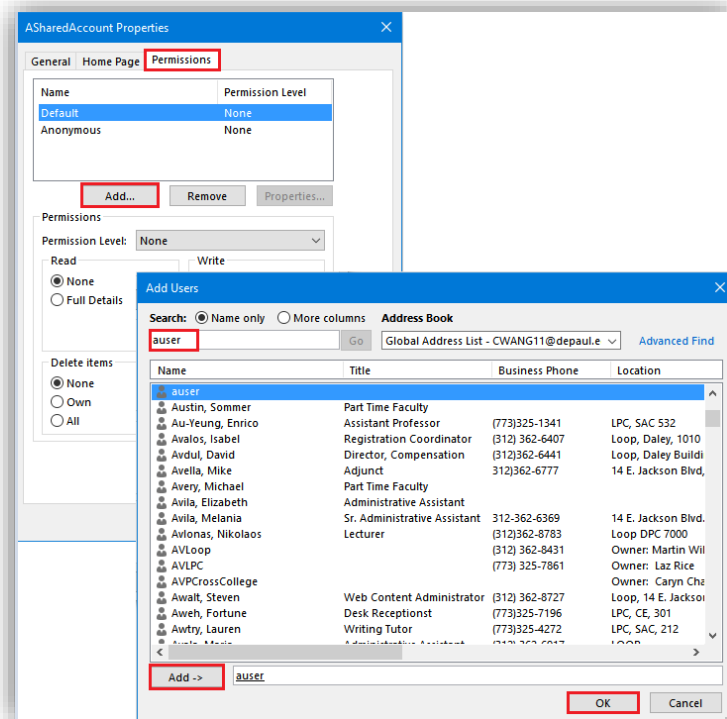 ASharedAccount Properties
General Home Page Permissions
Name Permission Level
Default None
Anonymous None
Add... Remove Properties...
Permissions
Permission Level: None
Read Write
None
Full Details
Delete items
None
Own
All
Add Users
Search: Name only More columns Address Book
auser Go Global Address List - CWANG11@depaul.e Advanced Find
Name Title Business Phone Location
auser
Austin, Sommer Part Time Faculty
Au-Yeung, Enrico Assistant Professor (773)325-1341 LPC, SAC 532
Avalos, Isabel Registration Coordinator (312) 362-6407 Loop, Daley, 1010
Avdul, David Director, Compensation (312)362-6441 Loop, Daley Buildi
Avella, Mike Adjunct 312)362-6777 14 E. Jackson Blvd,
Avery, Michael Part Time Faculty
Avila, Elizabeth Administrative Assistant
Avila, Melania Sr. Administrative Assistant 312-362-6369 14 E. Jackson Blvd.
Avlonas, Nikolaos Lecturer (312)362-8783 Loop DPC 7000
AVLoop (312) 362-8431 Owner: Martin Wil
AVLPC (773) 325-7861 Owner: Laz Rice
AVPCrossCollege Owner: Caryn Cha
Awalt, Steven Web Content Administrator (312) 362-8727 Loop, 14 E. Jackson
Aweh, Fortune Desk Receptionst (773)325-7196 LPC, CE, 301
Awtry, Lauren Writing Tutor (773)325-4272 LPC, SAC, 212
Add -> auser
OK Cancel